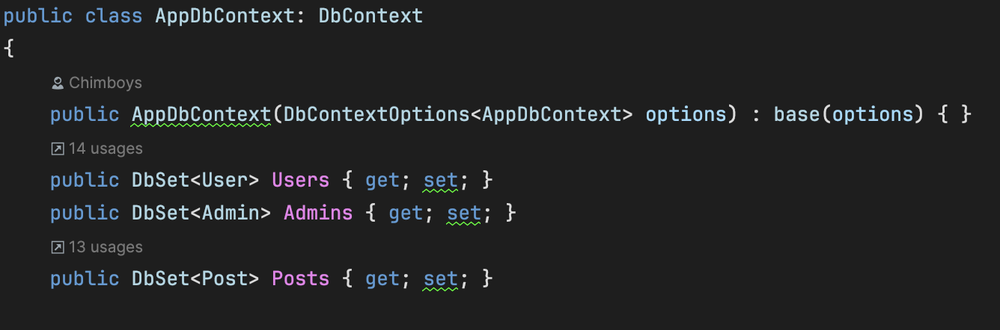 public class AppDbContext: DbContext
{
Chimboys
public AppDbContext(DbContextOptions<AppDbContext> options) : base(options) { }
14 usages
public DbSet<User> Users { get; set; }
public DbSet<Admin> Admins { get; set; }
13 usages
public DbSet<Post> Posts { get; set; }